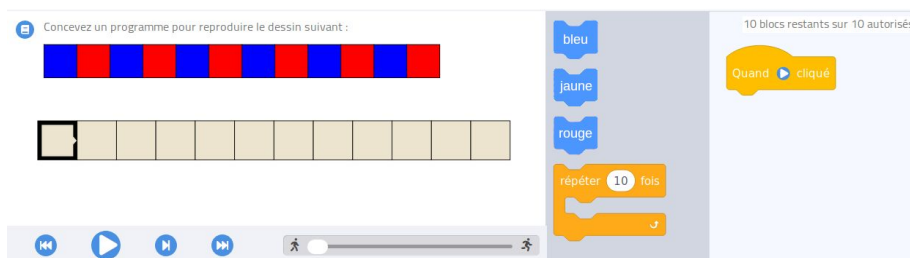 Concevez un programme pour reproduire le dessin suivant :
bleu
jaune
rouge
répéter 10 fois
10 blocs restants sur 10 autorisés
Quand cliqué